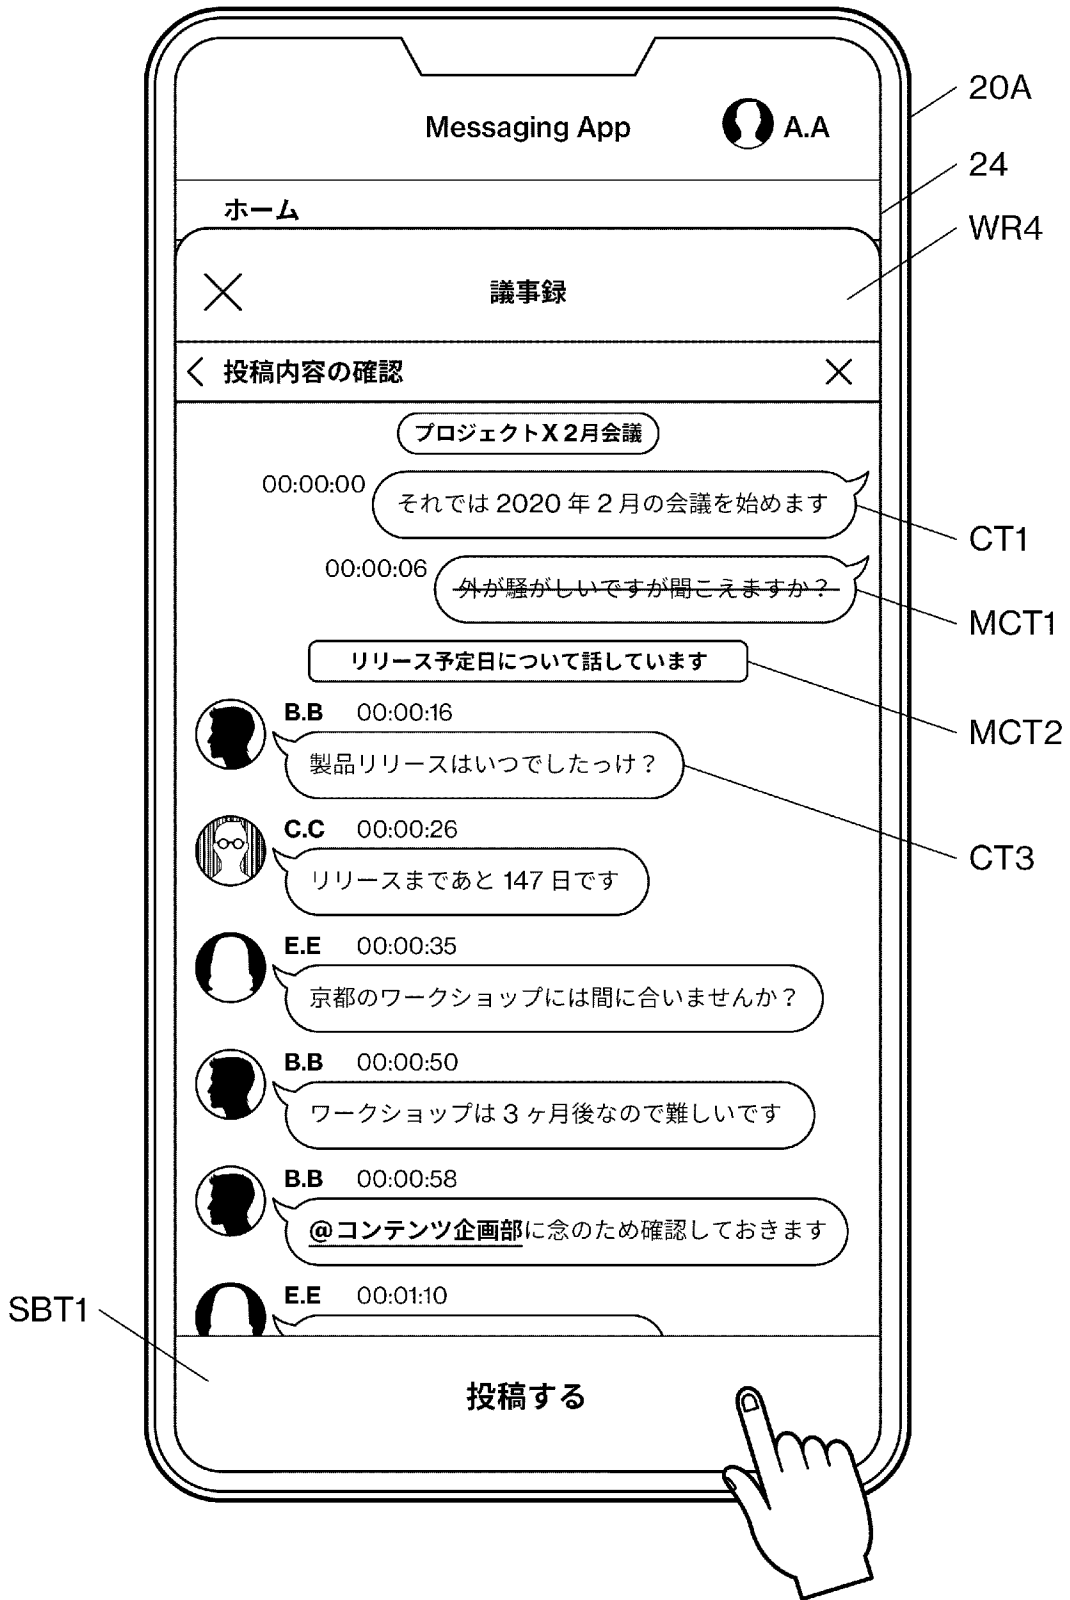 Messaging App
A.A
20A
24
ホーム
WR4
議事録
投稿内容の確認
プロジェクトX 2月会議
00:00:00
それでは 2020 年 2 月の会議を始めます
CT1
00:00:06
外が騒がしいですが聞こえますか？
MCT1
リリース予定日について話しています
MCT2
B.B 00:00:16
製品リリースはいつでしたっけ？
CT3
C.C 00:00:26
リリースまであと 147 日です
E.E 00:00:35
京都のワークショップには間に合いませんか？
B.B 00:00:50
ワークショップは 3 ヶ月後なので難しいです
B.B 00:00:58
@コンテンツ企画部に念のため確認しておきます
E.E 00:01:10
SBT1
投稿する